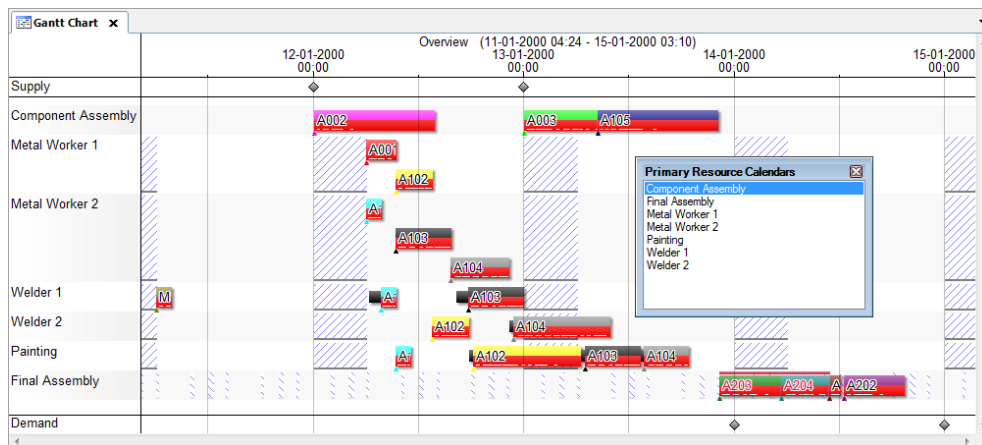 Gantt Chart x
Overview (11-01-2000 04:24 - 15-01-2000 03:10)
12-01-2000 13-01-2000 14-01-2000 15-01-2000
00:00 00:00 00:00 00:00
Supply
Component Assembly A002 A003 A105
Metal Worker 1 A001
A102
Metal Worker 2
A103
A104
Welder 1 M A103
Welder 2 A102 A104
Painting A102 A103 A104
Final Assembly A203 A204 A A202
Demand
Primary Resource Calendars
Component Assembly
Final Assembly
Metal Worker 1
Metal Worker 2
Painting
Welder 1
Welder 2